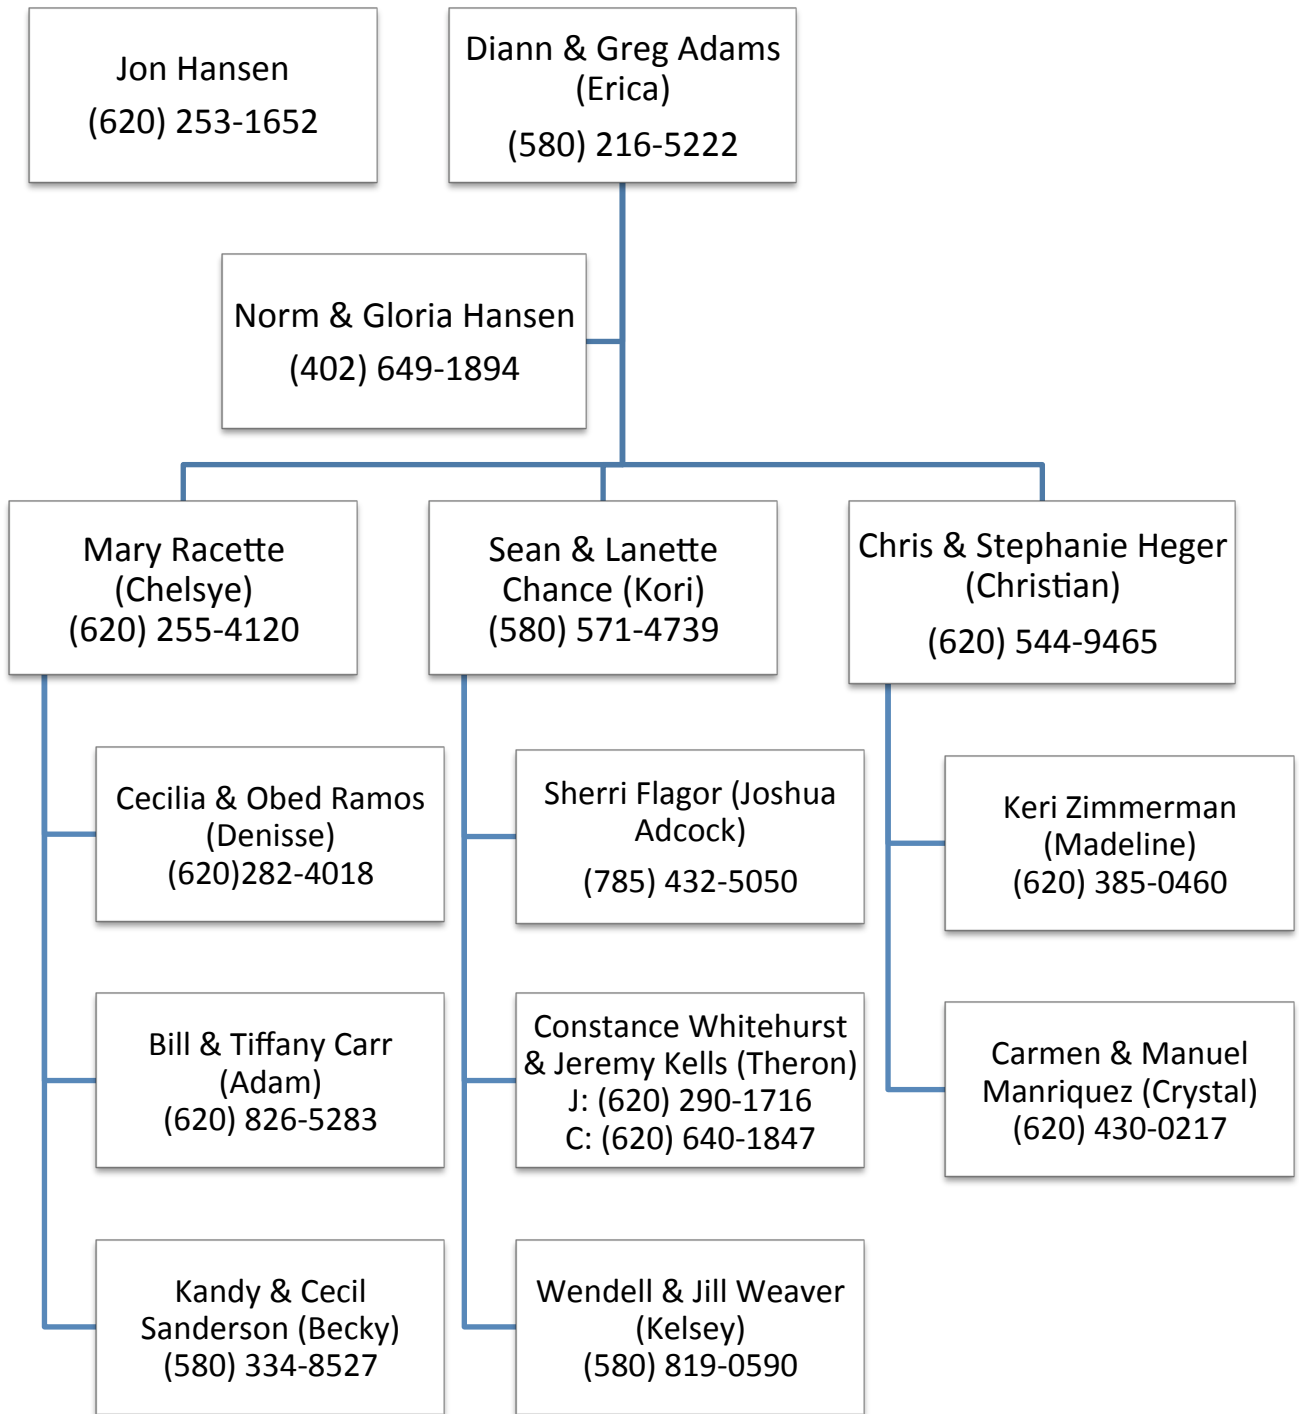 Jon Hansen
(620) 253-1652
Diann & Greg Adams
(Erica)
(580) 216-5222
Norm & Gloria Hansen
(402) 649-1894
Mary Racette
(Chelsye)
(620) 255-4120
Sean & Lanette
Chance (Kori)
(580) 571-4739
Chris & Stephanie Heger
(Christian)
(620) 544-9465
Cecilia & Obed Ramos
(Denisse)
(620)282-4018
Bill & Tiffany Carr
(Adam)
(620) 826-5283
Kandy & Cecil
Sanderson (Becky)
(580) 334-8527
Sherri Flagor (Joshua
Adcock)
(785) 432-5050
Constance Whitehurst
& Jeremy Kells (Theron)
J: (620) 290-1716
C: (620) 640-1847
Wendell & Jill Weaver
(Kelsey)
(580) 819-0590
Keri Zimmerman
(Madeline)
(620) 385-0460
Carmen & Manuel
Manriquez (Crystal)
(620) 430-0217